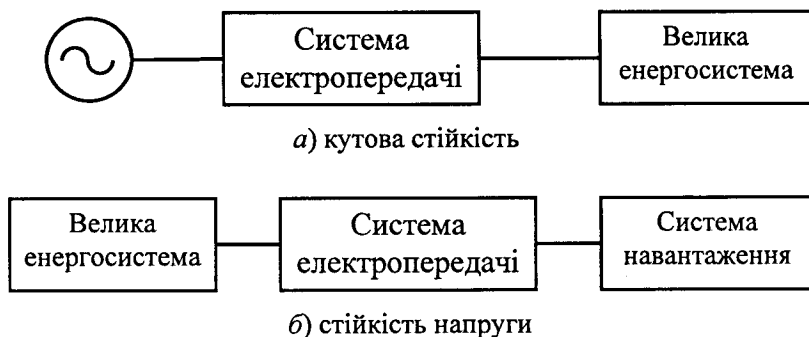 Система
електропередачі
Велика
енергосистема
а) кутова стійкість
Велика
енергосистема
Система
електропередачі
Система
навантаження
б) стійкість напруги